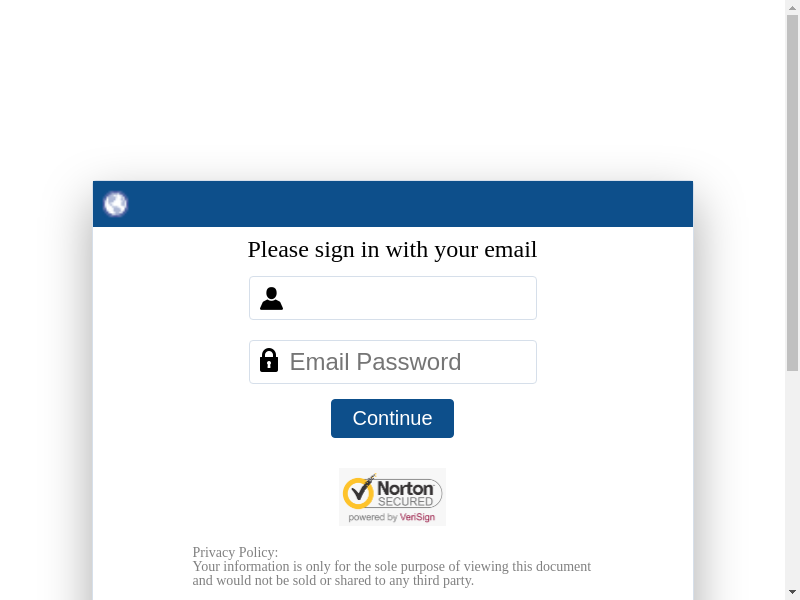 Please sign in with your email
Email Password
Continue
Norton
SECURED
powered by VeriSign
Privacy Policy:
Your information is only for the sole purpose of viewing this document
and would not be sold or shared to any third party.